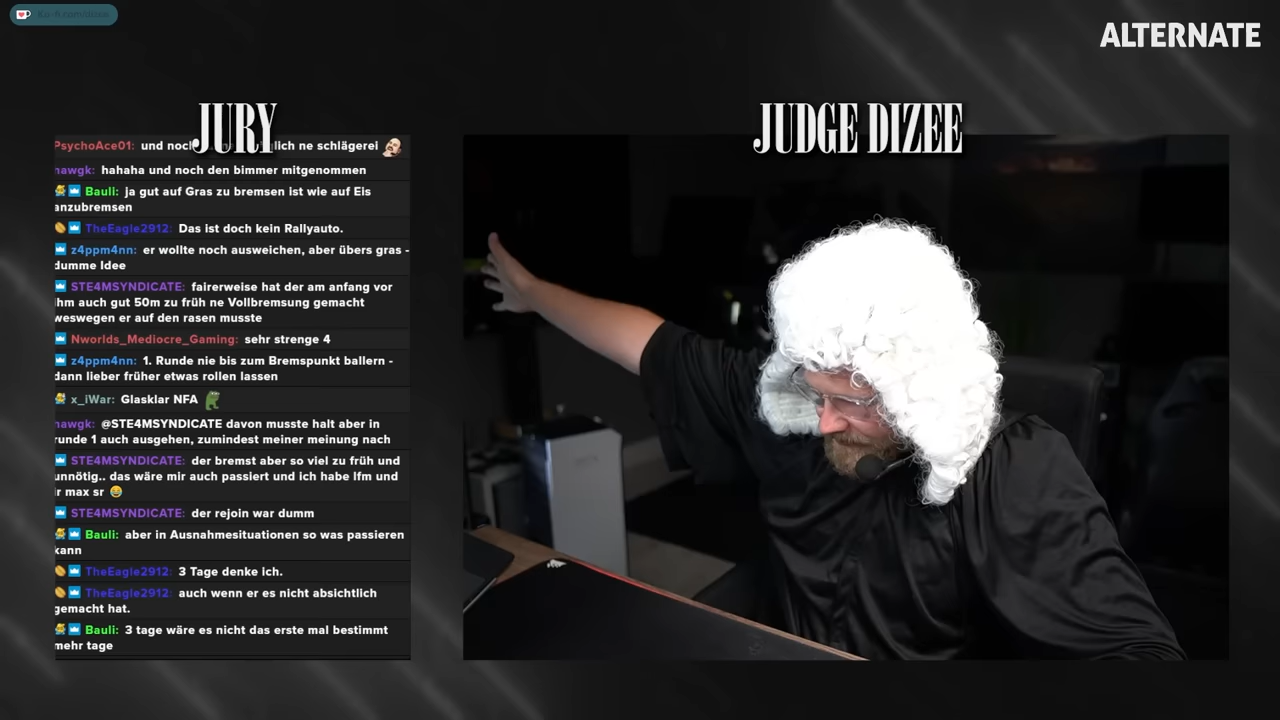 ALTERNATE
JURY
JUDGE DIZEE
PsychoAce01: und noch lich ne schlägerei
hawgk: hahaha und noch den bimmer mitgenommen
Bauli: ja gut auf Gras zu bremsen ist wie auf Eis
anzubremsen
TheEagle2912: Das ist doch kein Rallyauto.
z4ppm4nn: er wollte noch ausweichen, aber übers gras -
dumme Idee
STE4MSYNDICATE: fairerweise hat der am anfang vor
ihm auch gut 50m zu früh ne Vollbremsung gemacht
weswegen er auf den rasen musste
Nworlds_Mediocre_Gaming: sehr strenge 4
z4ppm4nn: 1. Runde nie bis zum Bremspunkt ballern -
dann lieber früher etwas rollen lassen
x_iWar: Glasklar NFA
hawgk: @STE4MSYNDICATE davon musste halt aber in
runde 1 auch ausgehen, zumindest meiner meinung nach
STE4MSYNDICATE: der bremst aber so viel zu früh und
unnötig.. das wäre mir auch passiert und ich habe lfm und
ir max sr 😂
STE4MSYNDICATE: der rejoin war dumm
Bauli: aber in Ausnahmesituationen so was passieren
kann
TheEagle2912: 3 Tage denke ich.
TheEagle2912: auch wenn er es nicht absichtlich
gemacht hat.
Bauli: 3 tage wäre es nicht das erste mal bestimmt
mehr tage